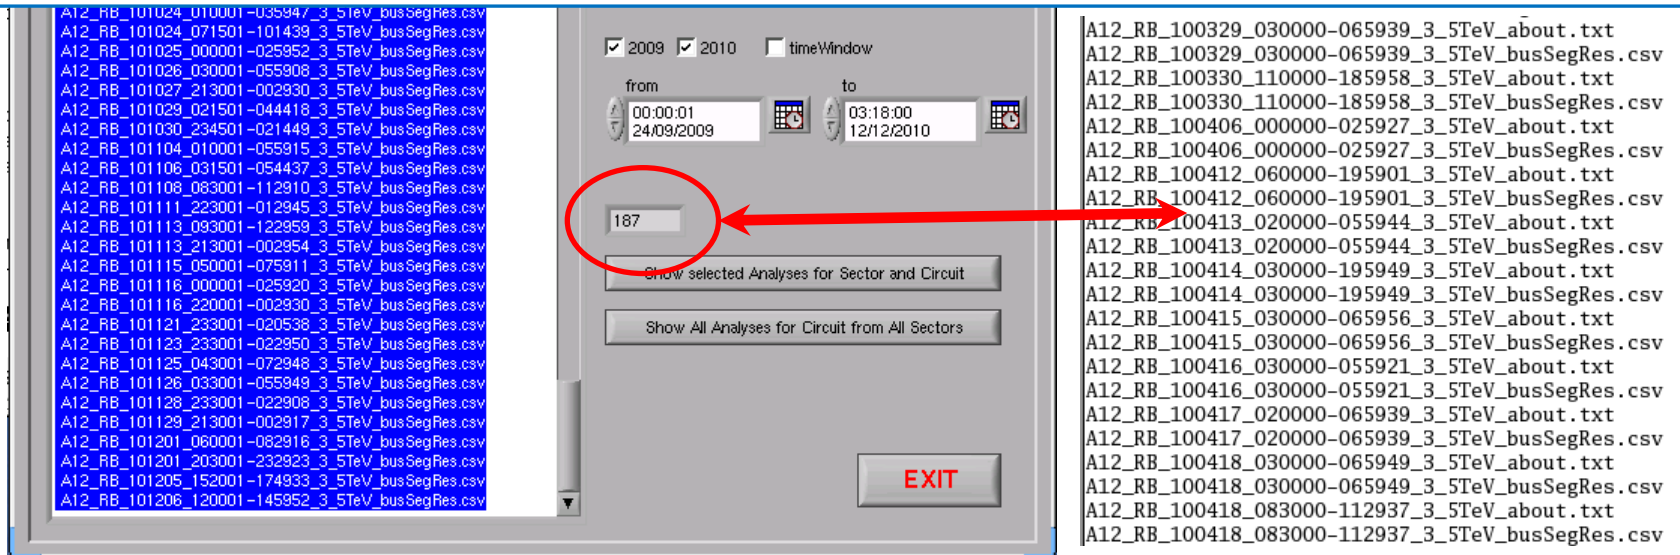 A12_RB_101024_010001-035947_3_5TeV_busSegRes.csv
A12_RB_101024_071501-101439_3_5TeV_busSegRes.csv
A12_RB_101025_000001-025952_3_5TeV_busSegRes.csv
A12_RB_101026_030001-055908_3_5TeV_busSegRes.csv
A12_RB_101027_213001-002930_3_5TeV_busSegRes.csv
A12_RB_101029_021501-044418_3_5TeV_busSegRes.csv
A12_RB_101030_234501-021449_3_5TeV_busSegRes.csv
A12_RB_101104_010001-055915_3_5TeV_busSegRes.csv
A12_RB_101106_031501-054437_3_5TeV_busSegRes.csv
A12_RB_101108_083001-112910_3_5TeV_busSegRes.csv
A12_RB_101111_223001-012945_3_5TeV_busSegRes.csv
A12_RB_101113_093001-122959_3_5TeV_busSegRes.csv
A12_RB_101113_213001-002954_3_5TeV_busSegRes.csv
A12_RB_101115_050001-075911_3_5TeV_busSegRes.csv
A12_RB_101116_000001-025920_3_5TeV_busSegRes.csv
A12_RB_101116_220001-002930_3_5TeV_busSegRes.csv
A12_RB_101121_233001-020538_3_5TeV_busSegRes.csv
A12_RB_101123_233001-022950_3_5TeV_busSegRes.csv
A12_RB_101125_043001-072948_3_5TeV_busSegRes.csv
A12_RB_101126_033001-055949_3_5TeV_busSegRes.csv
A12_RB_101128_233001-022908_3_5TeV_busSegRes.csv
A12_RB_101129_213001-002917_3_5TeV_busSegRes.csv
A12_RB_101201_060001-082916_3_5TeV_busSegRes.csv
A12_RB_101201_203001-232923_3_5TeV_busSegRes.csv
A12_RB_101205_152001-174933_3_5TeV_busSegRes.csv
A12_RB_101206_120001-145952_3_5TeV_busSegRes.csv
2009 2010 timeWindow
from to
00:00:01 03:18:00
24/09/2009 12/12/2010
187
Show selected Analyses for Sector and Circuit
Show All Analyses for Circuit from All Sectors
EXIT
A12_RB_100329_030000-065939_3_5TeV_about.txt
A12_RB_100329_030000-065939_3_5TeV_busSegRes.csv
A12_RB_100330_110000-185958_3_5TeV_about.txt
A12_RB_100330_110000-185958_3_5TeV_busSegRes.csv
A12_RB_100406_000000-025927_3_5TeV_about.txt
A12_RB_100406_000000-025927_3_5TeV_busSegRes.csv
A12_RB_100412_060000-195901_3_5TeV_about.txt
A12_RB_100412_060000-195901_3_5TeV_busSegRes.csv
A12_RB_100413_020000-055944_3_5TeV_about.txt
A12_RB_100413_020000-055944_3_5TeV_busSegRes.csv
A12_RB_100414_030000-195949_3_5TeV_about.txt
A12_RB_100414_030000-195949_3_5TeV_busSegRes.csv
A12_RB_100415_030000-065956_3_5TeV_about.txt
A12_RB_100415_030000-065956_3_5TeV_busSegRes.csv
A12_RB_100416_030000-055921_3_5TeV_about.txt
A12_RB_100416_030000-055921_3_5TeV_busSegRes.csv
A12_RB_100417_020000-065939_3_5TeV_about.txt
A12_RB_100417_020000-065939_3_5TeV_busSegRes.csv
A12_RB_100418_030000-065949_3_5TeV_about.txt
A12_RB_100418_030000-065949_3_5TeV_busSegRes.csv
A12_RB_100418_083000-112937_3_5TeV_about.txt
A12_RB_100418_083000-112937_3_5TeV_busSegRes.csv